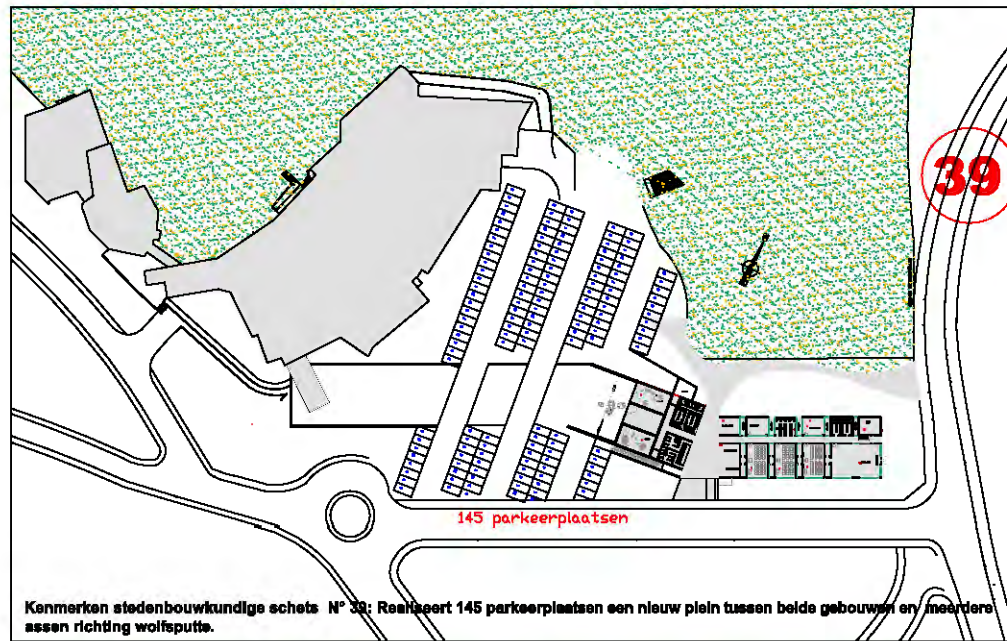 39
145 parkeerplaatsen
Kenmerken stedenbouwkundige schets N° 39: Realiseert 145 parkeerplaatsen een nieuw plein tussen beide gebouwen en meerdere
assen richting wolfsputte.